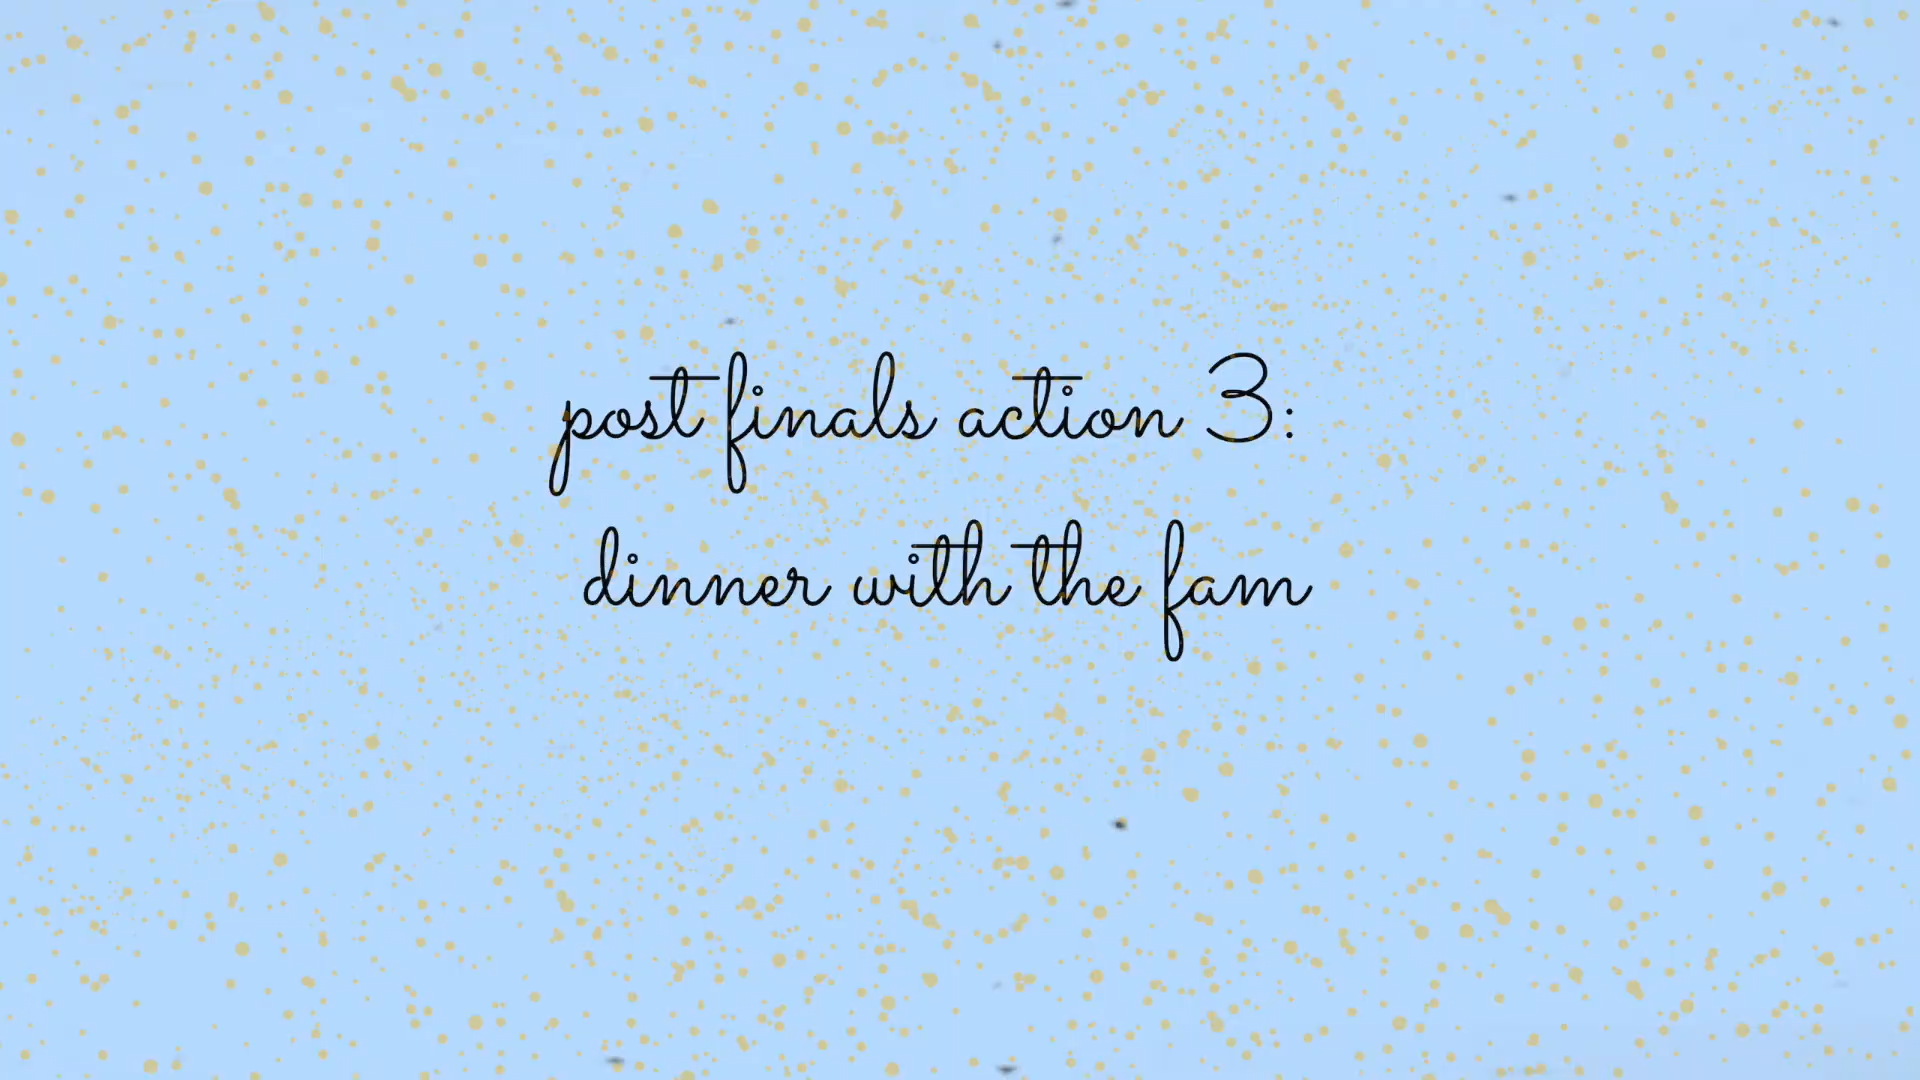 post finals action 3:
dinner with the fam